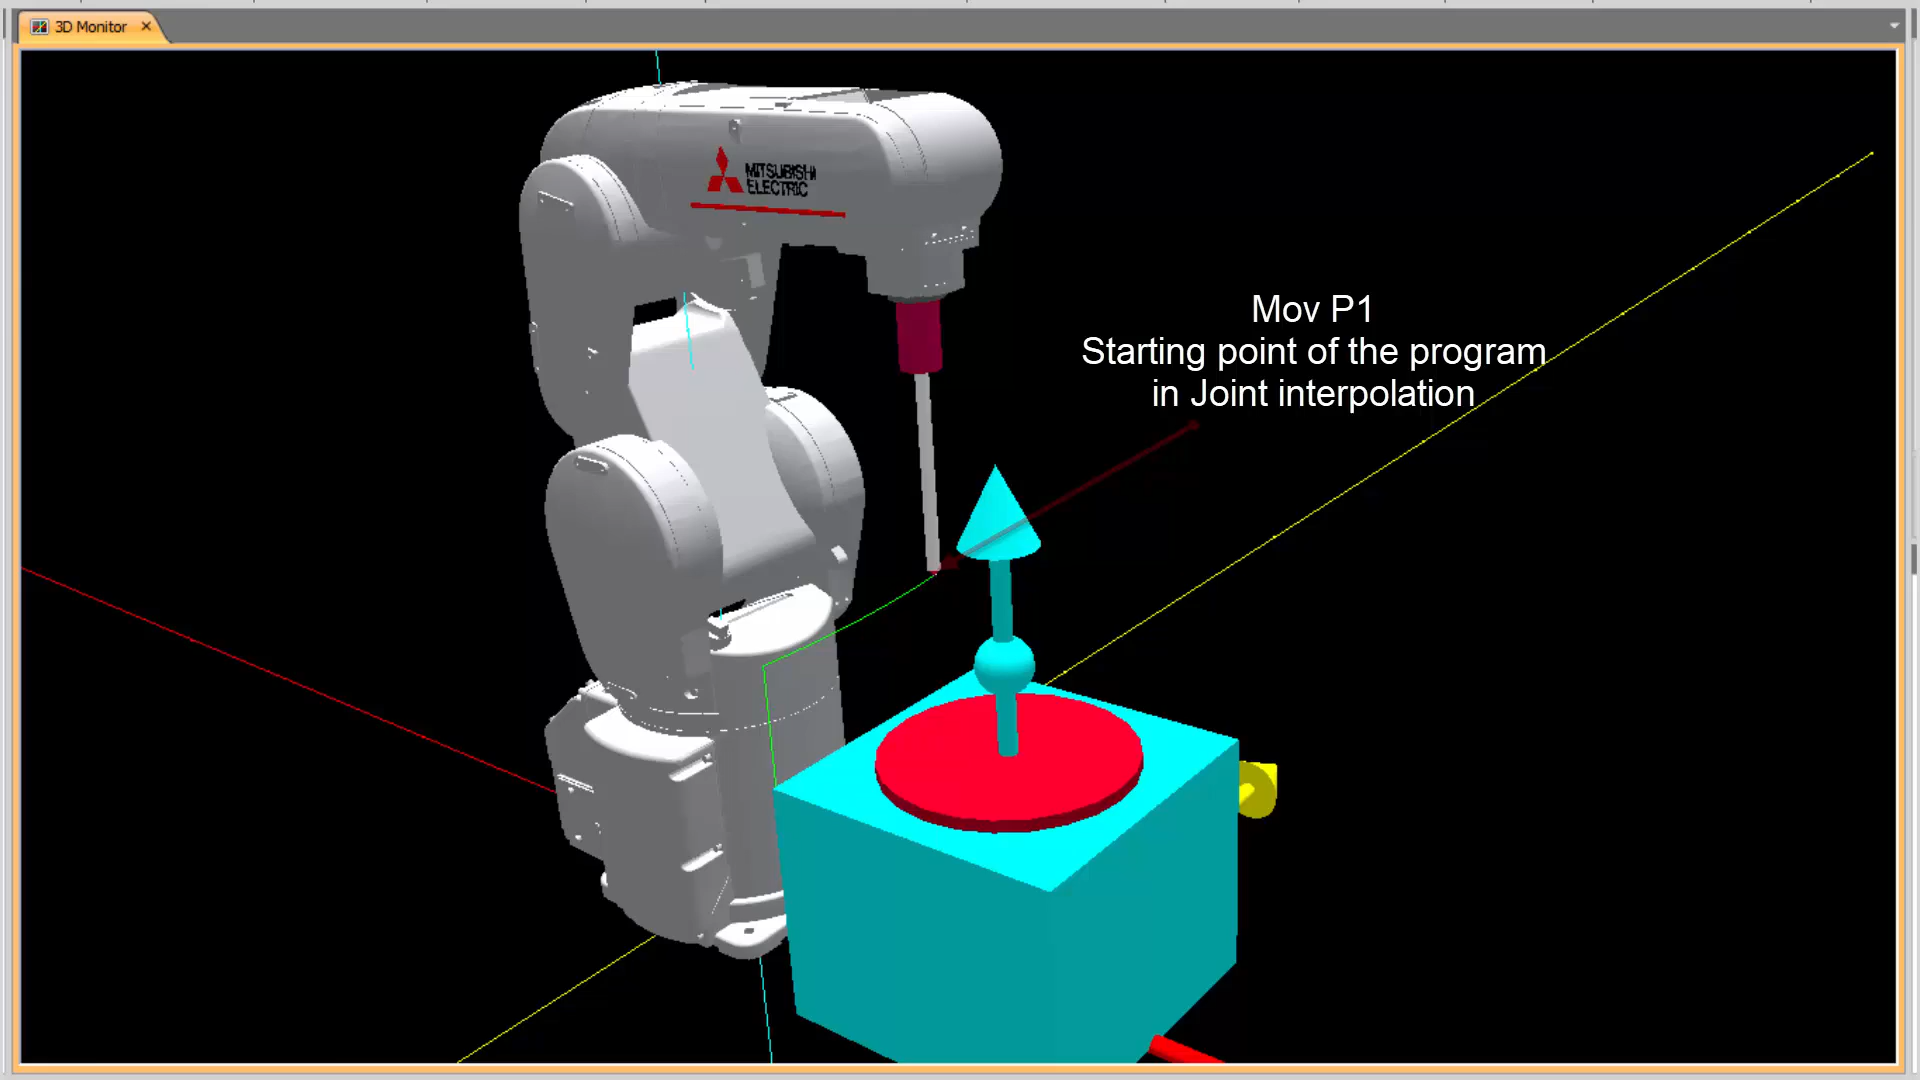 3D Monitor
MITSUBISHI
ELECTRIC
Mov P1
Starting point of the program
in Joint interpolation